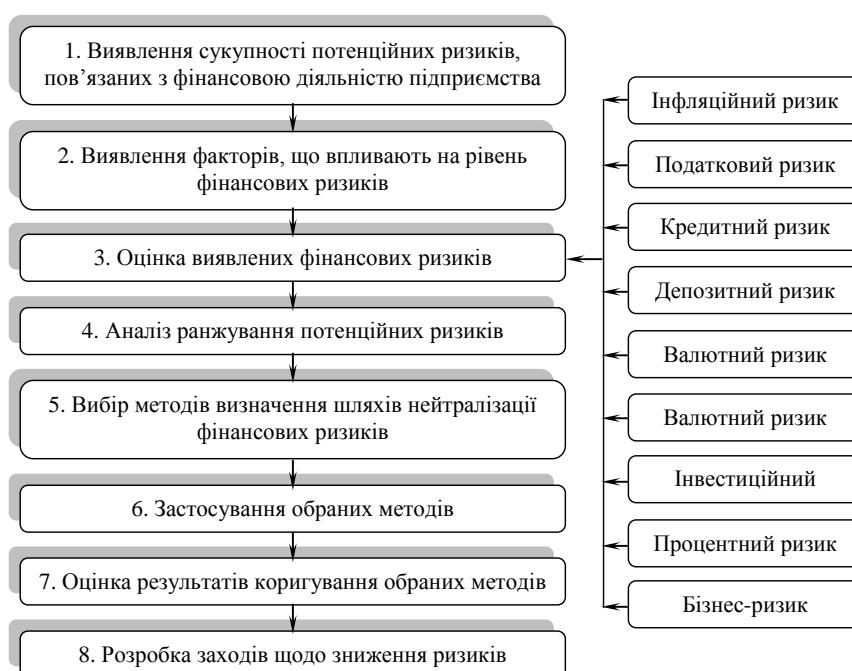 1. Виявлення сукупності потенційних ризиків,
пов’язаних з фінансовою діяльністю підприємства
2. Виявлення факторів, що впливають на рівень
фінансових ризиків
3. Оцінка виявлених фінансових ризиків
4. Аналіз ранжування потенційних ризиків
5. Вибір методів визначення шляхів нейтралізації
фінансових ризиків
6. Застосування обраних методів
7. Оцінка результатів коригування обраних методів
8. Розробка заходів щодо зниження ризиків
Інфляційний ризик
Податковий ризик
Кредитний ризик
Депозитний ризик
Валютний ризик
Валютний ризик
Інвестиційний
Процентний ризик
Бізнес-ризик